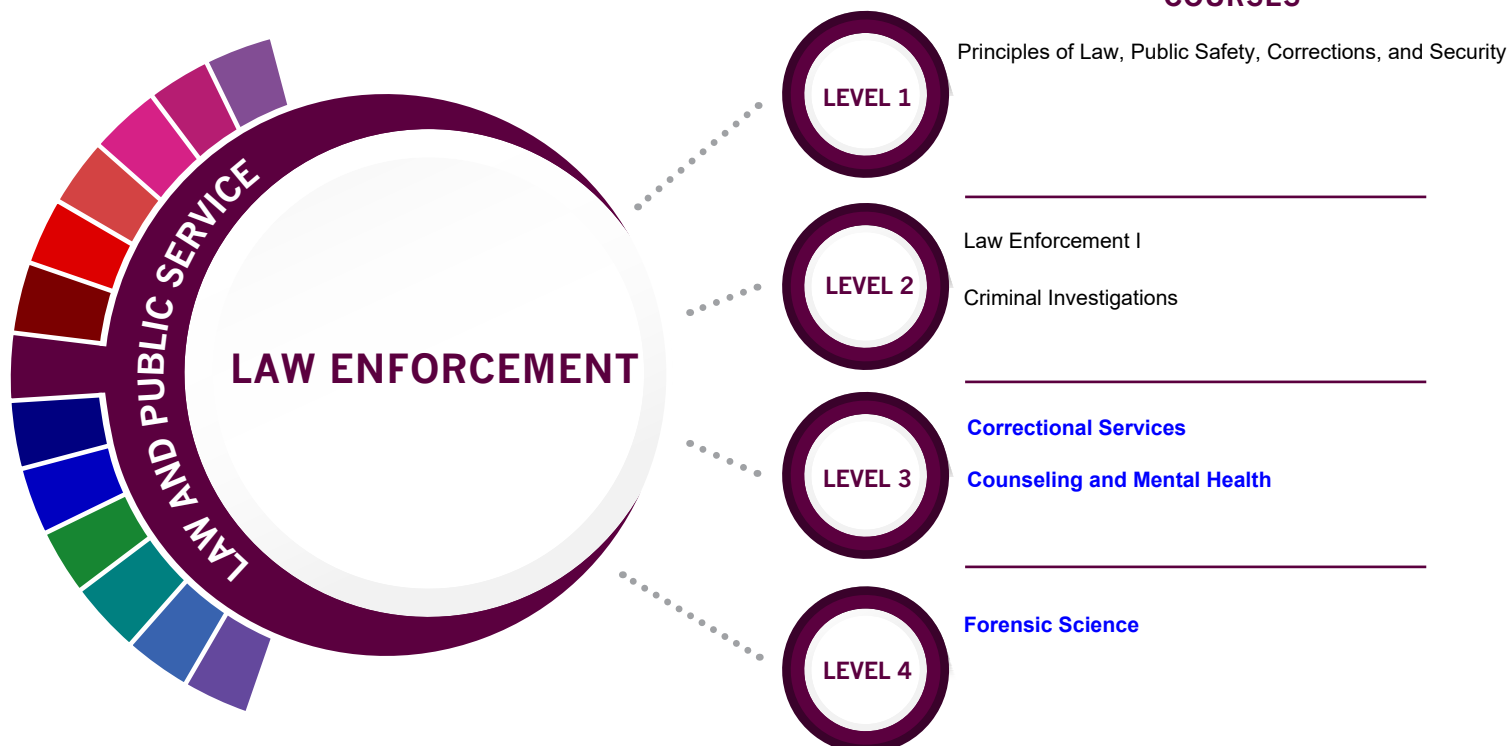 COURSES
LEVEL 1
Principles of Law, Public Safety, Corrections, and Security
LAW AND PUBLIC SERVICE
LAW ENFORCEMENT
LEVEL 2
Law Enforcement I
Criminal Investigations
LEVEL 3
Correctional Services
Counseling and Mental Health
LEVEL 4
Forensic Science